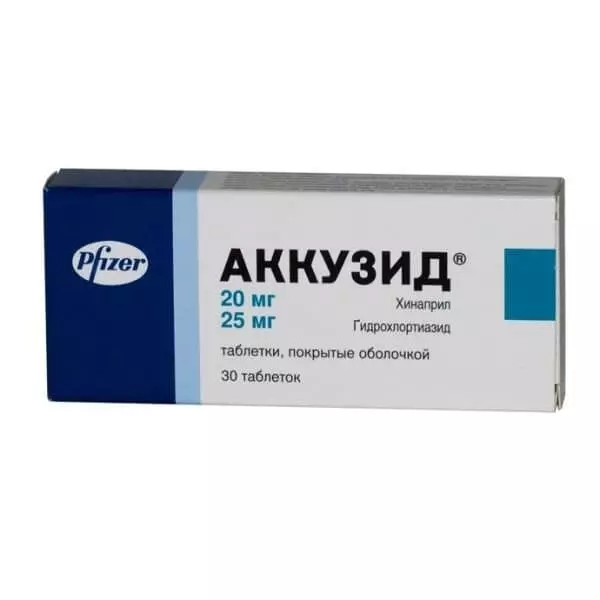 Pfizer
АККУЗИД®
20 мг Хинаприл
25 мг Гидрохлортиазид
таблетки, покрытые оболочкой
30 таблеток